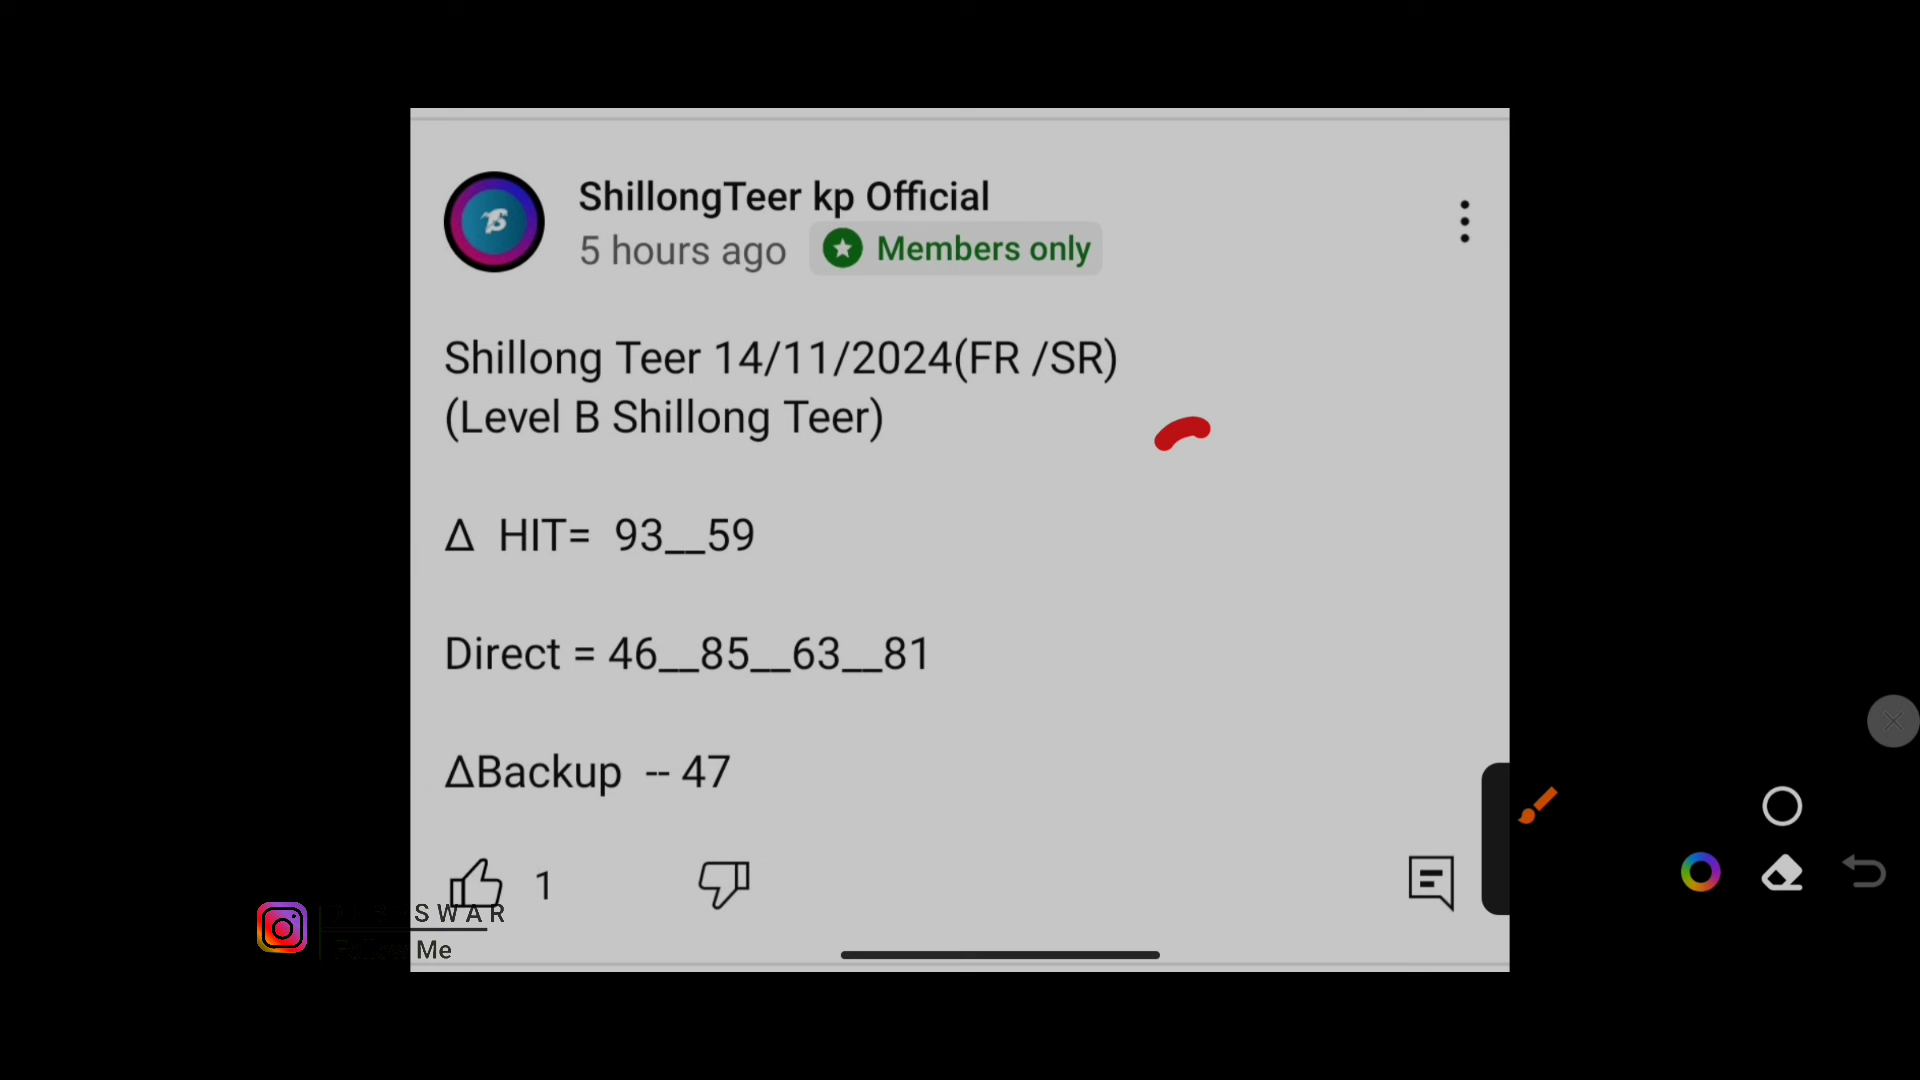 ShillongTeer kp Official
5 hours ago Members only
Shillong Teer 14/11/2024(FR /SR)
(Level B Shillong Teer)
Δ HIT= 93__59
Direct = 46__85__63__81
ΔBackup -- 47
1
Follow Me